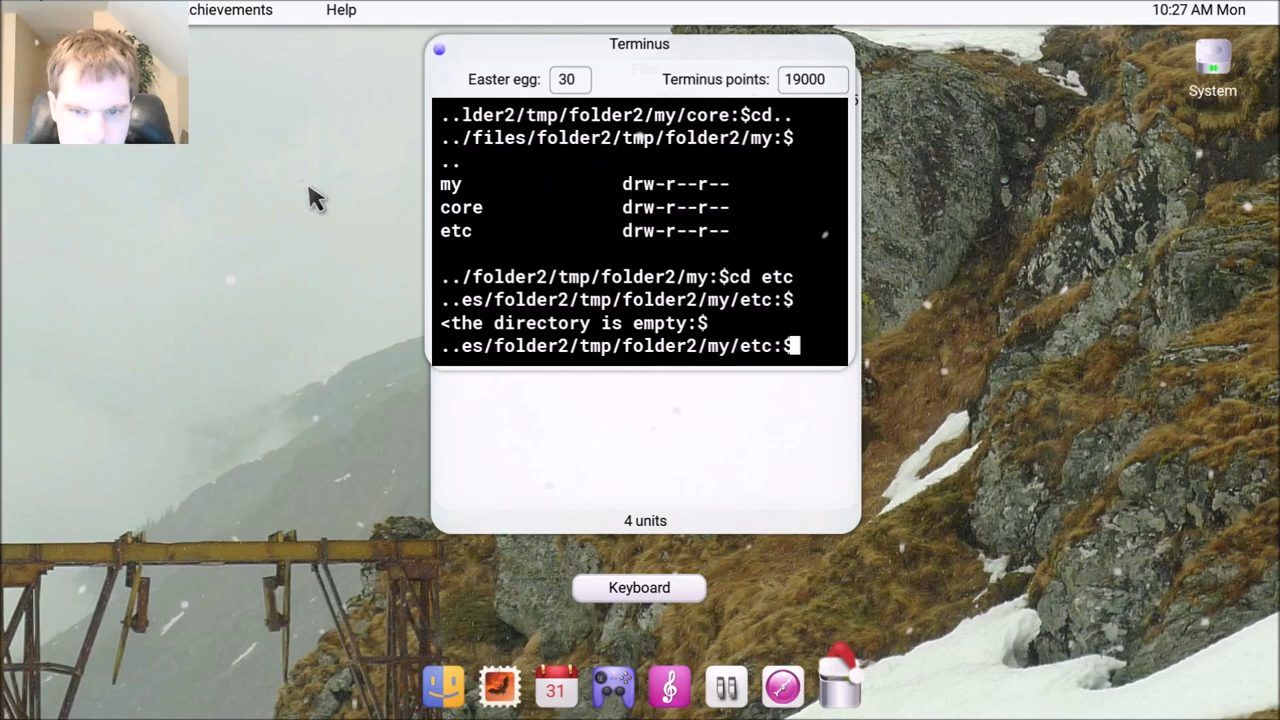 chievements Help 10:27 AM Mon
Terminus
Easter egg: 30 Terminus points: 19000
System
..lder2/tmp/folder2/my/core:$cd..
../files/folder2/tmp/folder2/my:$
..
my drw-r--r--
core drw-r--r--
etc drw-r--r--
../folder2/tmp/folder2/my:$cd etc
..es/folder2/tmp/folder2/my/etc:$
<the directory is empty:$
..es/folder2/tmp/folder2/my/etc:$
4 units
Keyboard
31